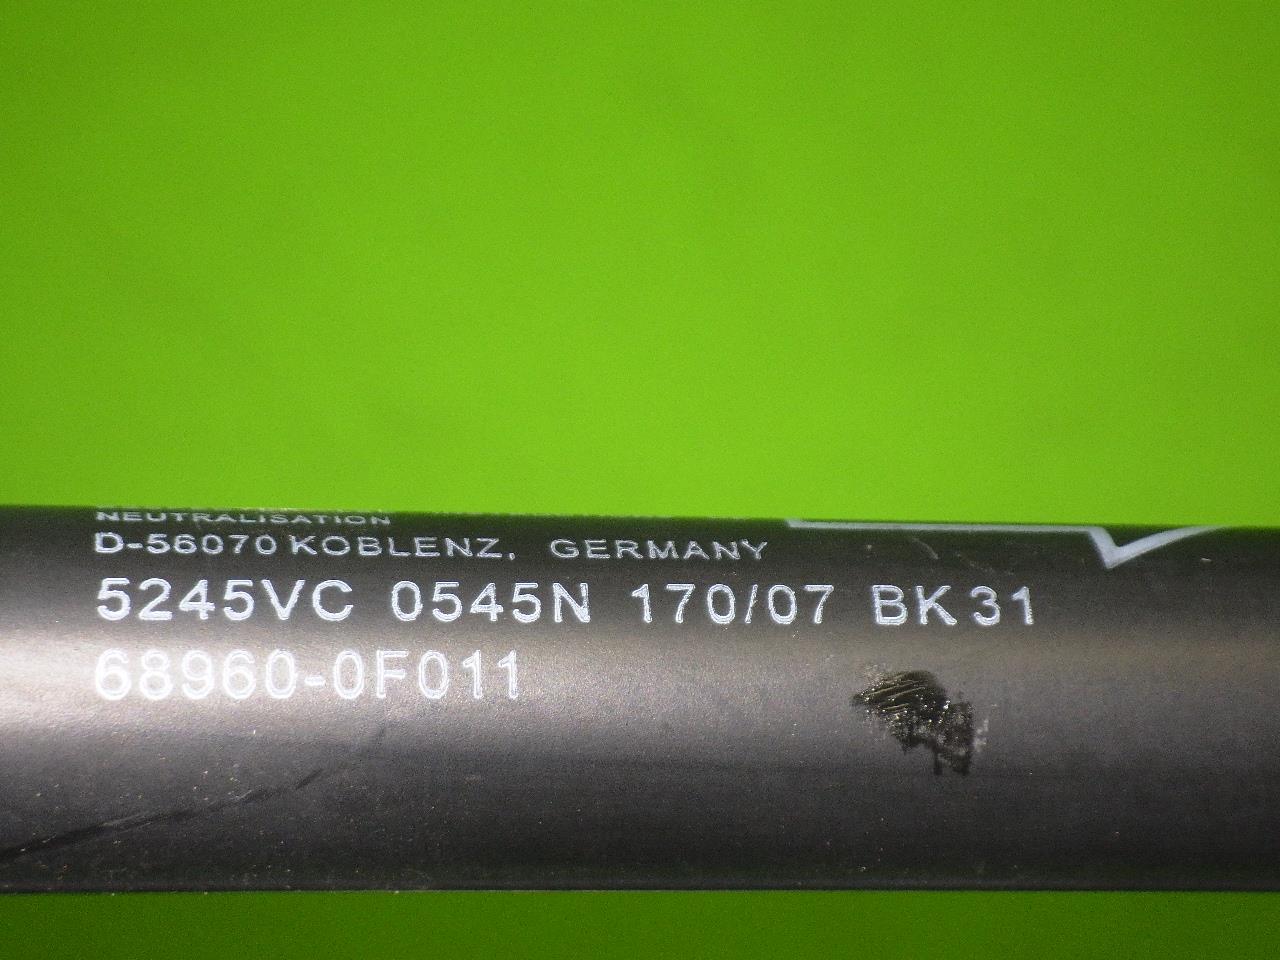 NEUTRALISATION
D-56070 KOBLENZ, GERMANY
5245VC 0545N 170/07 BK31
68960-0F011